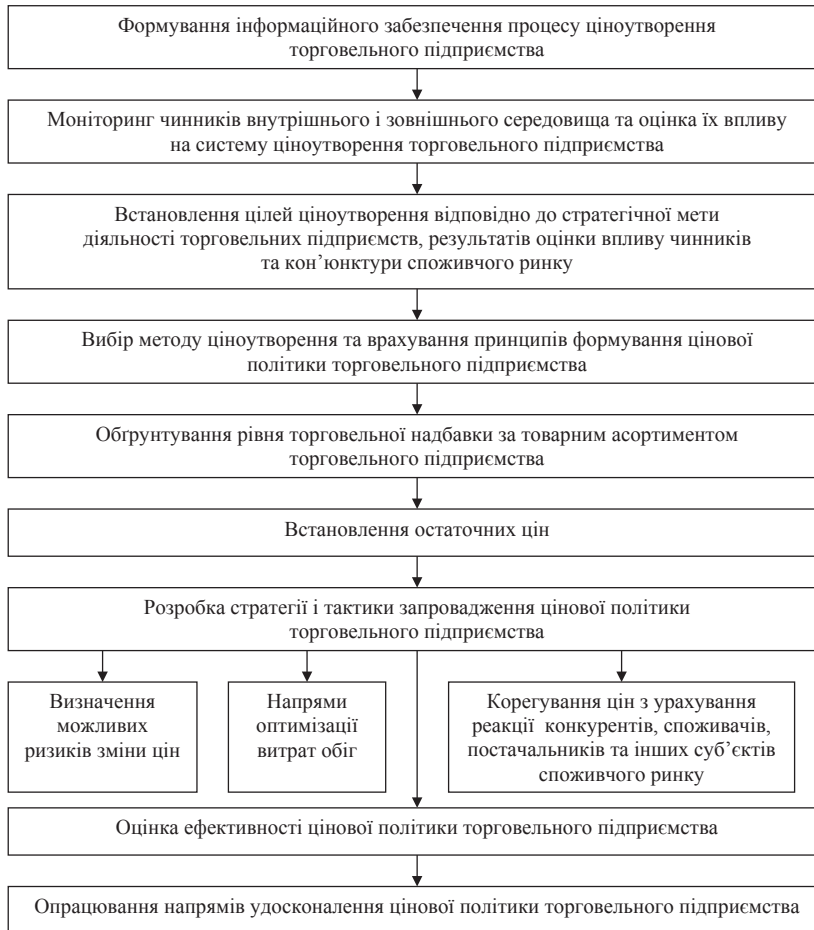 Формування інформаційного забезпечення процесу ціноутворення
торговельного підприємства
Моніторинг чинників внутрішнього і зовнішнього середовища та оцінка їх впливу
на систему ціноутворення торговельного підприємства
Встановлення цілей ціноутворення відповідно до стратегічної мети
діяльності торговельних підприємств, результатів оцінки впливу чинників
та кон’юнктури споживчого ринку
Вибір методу ціноутворення та врахування принципів формування цінової
політики торговельного підприємства
Обґрунтування рівня торговельної надбавки за товарним асортиментом
торговельного підприємства
Встановлення остаточних цін
Розробка стратегії і тактики запровадження цінової політики
торговельного підприємства
Визначення
можливих
ризиків зміни цін
Напрями
оптимізації
витрат обіг
Корегування цін з урахування
реакції конкурентів, споживачів,
постачальників та інших суб’єктів
споживчого ринку
Оцінка ефективності цінової політики торговельного підприємства
Опрацювання напрямів удосконалення цінової політики торговельного підприємства